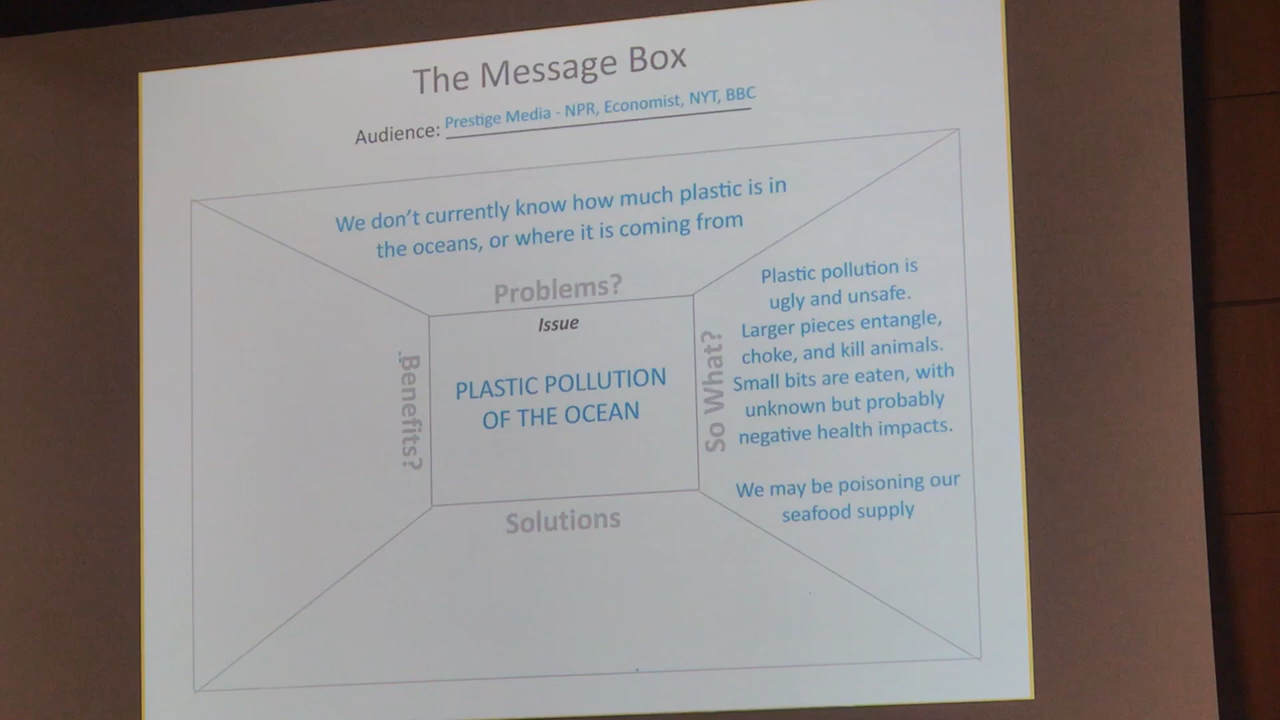 The Message Box
Audience: Prestige Media - NPR, Economist, NYT, BBC
We don't currently know how much plastic is in
the oceans, or where it is coming from
Problems?
Issue
PLASTIC POLLUTION
OF THE OCEAN
Benefits?
So What?
Plastic pollution is
ugly and unsafe.
Larger pieces entangle,
choke, and kill animals.
Small bits are eaten, with
unknown but probably
negative health impacts.
We may be poisoning our
seafood supply
Solutions